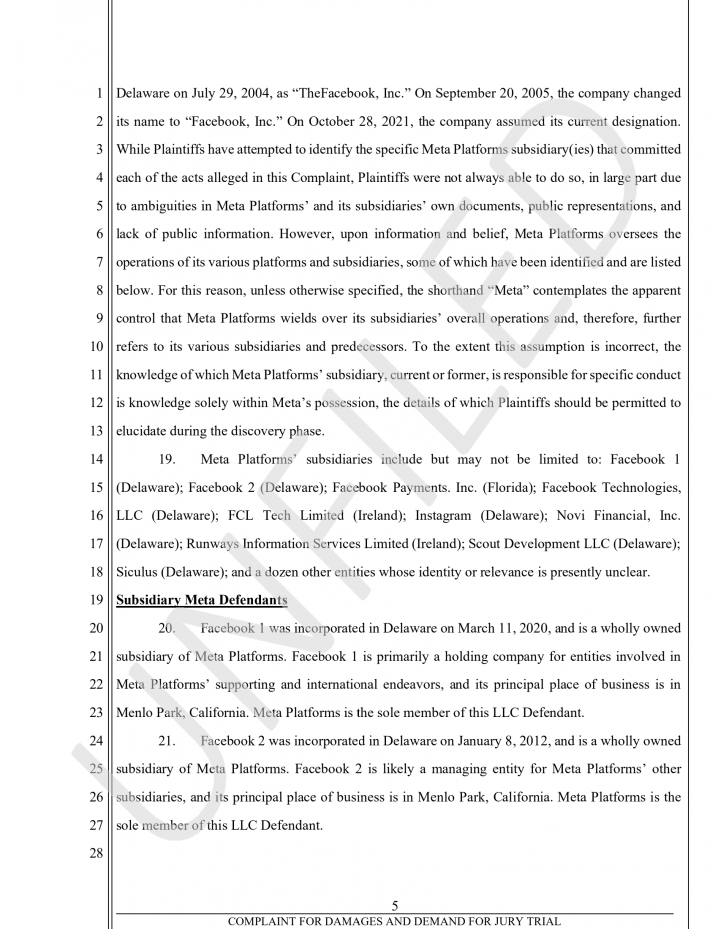 1 Delaware on July 29, 2004, as “TheFacebook, Inc.” On September 20, 2005, the company changed
2 its name to “Facebook, Inc.” On October 28, 2021, the company assumed its current designation.
3 While Plaintiffs have attempted to identify the specific Meta Platforms subsidiary(ies) that committed
4 each of the acts alleged in this Complaint, Plaintiffs were not always able to do so, in large part due
5 to ambiguities in Meta Platforms’ and its subsidiaries’ own documents, public representations, and
6 lack of public information. However, upon information and belief, Meta Platforms oversees the
7 operations of its various platforms and subsidiaries, some of which have been identified and are listed
8 below. For this reason, unless otherwise specified, the shorthand “Meta” contemplates the apparent
9 control that Meta Platforms wields over its subsidiaries’ overall operations and, therefore, further
10 refers to its various subsidiaries and predecessors. To the extent this assumption is incorrect, the
11 knowledge of which Meta Platforms’ subsidiary, current or former, is responsible for specific conduct
12 is knowledge solely within Meta’s possession, the details of which Plaintiffs should be permitted to
13 elucidate during the discovery phase.
14 19. Meta Platforms’ subsidiaries include but may not be limited to: Facebook 1
15 (Delaware); Facebook 2 (Delaware); Facebook Payments. Inc. (Florida); Facebook Technologies,
16 LLC (Delaware); FCL Tech Limited (Ireland); Instagram (Delaware); Novi Financial, Inc.
17 (Delaware); Runways Information Services Limited (Ireland); Scout Development LLC (Delaware);
18 Siculus (Delaware); and a dozen other entities whose identity or relevance is presently unclear.
19 Subsidiary Meta Defendants
20 20. Facebook 1 was incorporated in Delaware on March 11, 2020, and is a wholly owned
21 subsidiary of Meta Platforms. Facebook 1 is primarily a holding company for entities involved in
22 Meta Platforms’ supporting and international endeavors, and its principal place of business is in
23 Menlo Park, California. Meta Platforms is the sole member of this LLC Defendant.
24 21. Facebook 2 was incorporated in Delaware on January 8, 2012, and is a wholly owned
25 subsidiary of Meta Platforms. Facebook 2 is likely a managing entity for Meta Platforms’ other
26 subsidiaries, and its principal place of business is in Menlo Park, California. Meta Platforms is the
27 sole member of this LLC Defendant.
28
5
COMPLAINT FOR DAMAGES AND DEMAND FOR JURY TRIAL
UNFILED